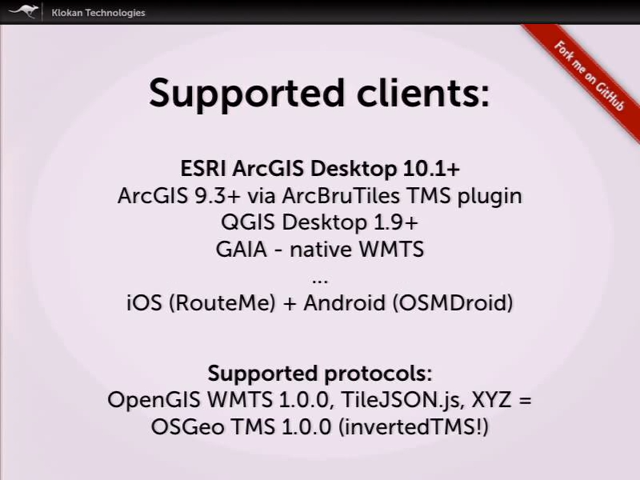 Klokan Technologies
Fork me on GitHub
Supported clients:
ESRI ArcGIS Desktop 10.1+
ArcGIS 9.3+ via ArcBruTiles TMS plugin
QGIS Desktop 1.9+
GAIA - native WMTS
...
iOS (RouteMe) + Android (OSMDroid)
Supported protocols:
OpenGIS WMTS 1.0.0, TileJSON.js, XYZ =
OSGeo TMS 1.0.0 (invertedTMS!)